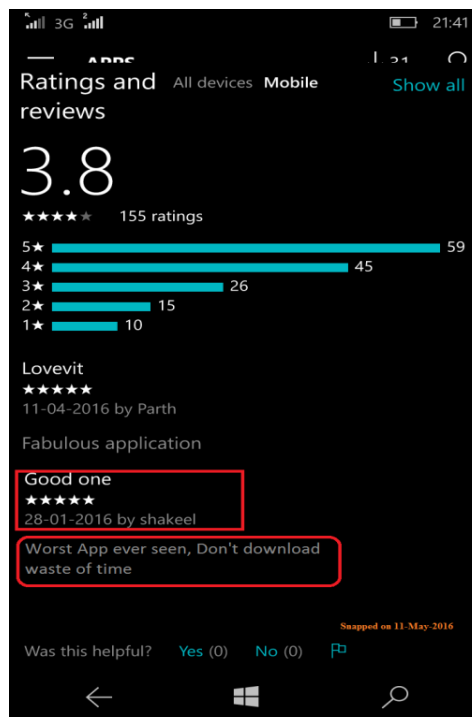 3G 2 21:41
APPS 31
Ratings and All devices Mobile Show all
reviews
3.8
★★★★★ 155 ratings
5★ 59
4★ 45
3★ 26
2★ 15
1★ 10
Lovevit
★★★★★
11-04-2016 by Parth
Fabulous application
Good one
★★★★★
28-01-2016 by shakeel
Worst App ever seen, Don't download
waste of time
Snapped on 11-May-2016
Was this helpful? Yes (0) No (0)